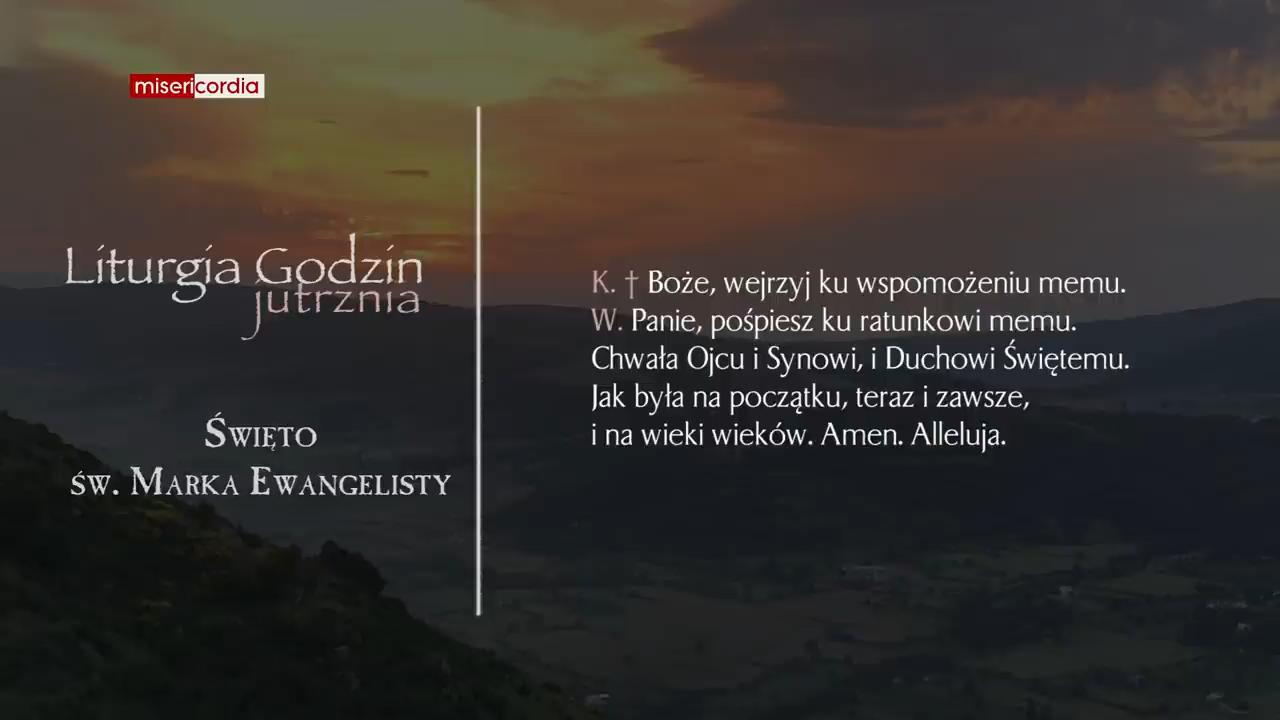 misericordia
Liturgia Godzin
jutrznia
Święto
św. Marka Ewangelisty
K. † Boże, wejrzyj ku wspomożeniu memu.
W. Panie, pośpiesz ku ratunkowi memu.
Chwała Ojcu i Synowi, i Duchowi Świętemu.
Jak była na początku, teraz i zawsze,
i na wieki wieków. Amen. Alleluja.